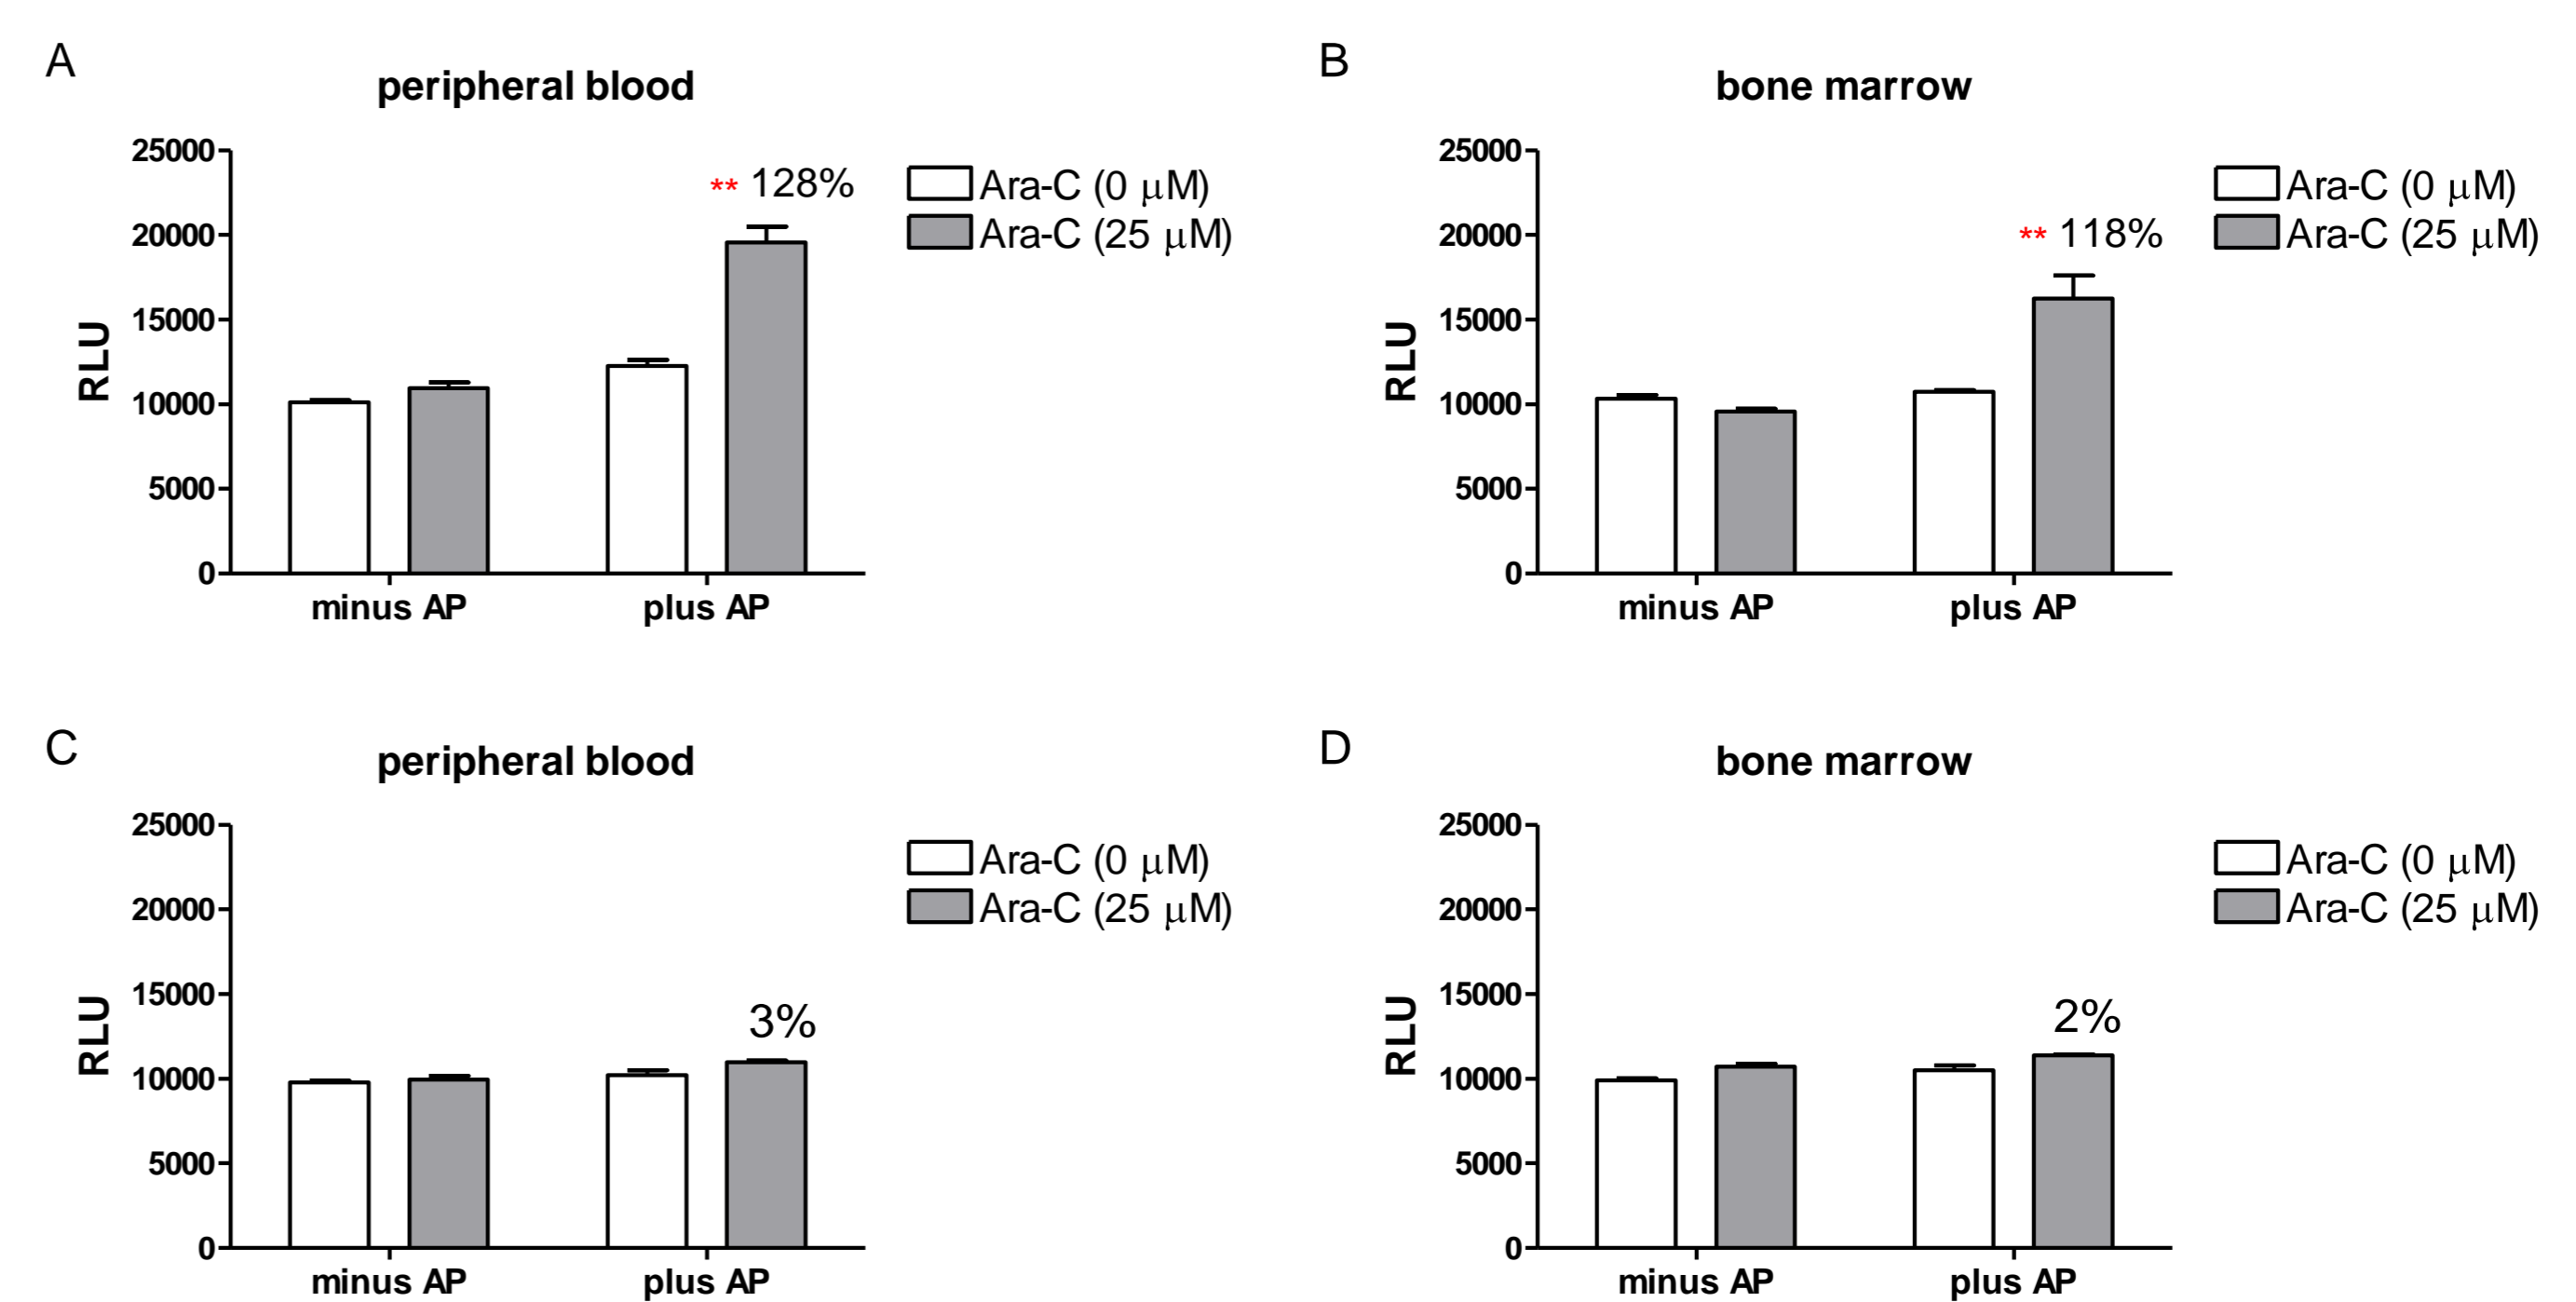 A
peripheral blood
25000
20000
15000
10000
5000
0
RLU
** 128%
Ara-C (0 μM)
Ara-C (25 μM)
minus AP
plus AP
B
bone marrow
25000
20000
15000
10000
5000
0
RLU
** 118%
Ara-C (0 μM)
Ara-C (25 μM)
minus AP
plus AP
C
peripheral blood
25000
20000
15000
10000
5000
0
RLU
3%
Ara-C (0 μM)
Ara-C (25 μM)
minus AP
plus AP
D
bone marrow
25000
20000
15000
10000
5000
0
RLU
2%
Ara-C (0 μM)
Ara-C (25 μM)
minus AP
plus AP